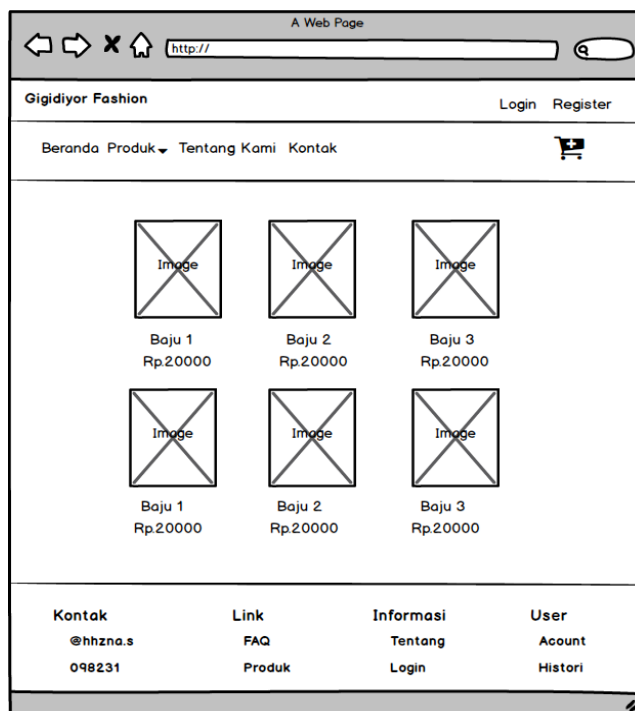 A Web Page
http://
Gigidiyor Fashion
Login Register
Beranda Produk Tentang Kami Kontak
Image Image Image
Baju 1 Baju 2 Baju 3
Rp.20000 Rp.20000 Rp.20000
Image Image Image
Baju 1 Baju 2 Baju 3
Rp.20000 Rp.20000 Rp.20000
Kontak Link Informasi User
@hhzna.s FAQ Tentang Acount
098231 Produk Login Histori